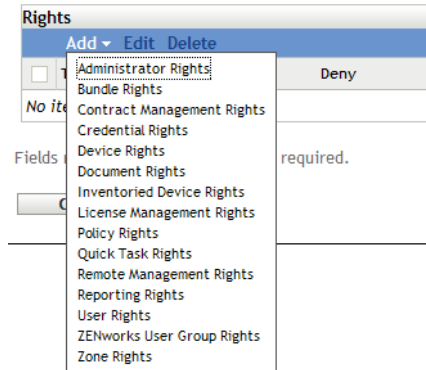 Rights
Add Edit Delete
Deny
No ite
Administrator Rights
Bundle Rights
Contract Management Rights
Credential Rights
Device Rights
Document Rights
Inventoried Device Rights
License Management Rights
Policy Rights
Quick Task Rights
Remote Management Rights
Reporting Rights
User Rights
ZENworks User Group Rights
Zone Rights
Fields required.